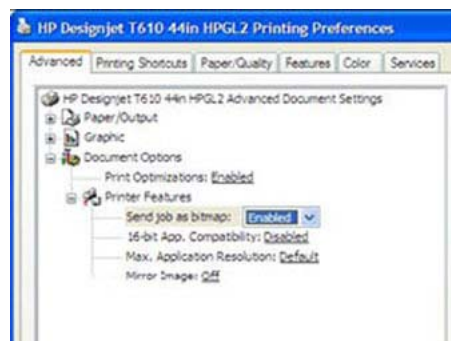 HP Designjet T610 44in HPGL2 Printing Preferences
Advanced Printing Shortcuts Paper/Quality Features Color Services
HP Designjet T610 44in HPGL2 Advanced Document Settings
Paper/Output
Graphic
Document Options
Print Optimizations: Enabled
Printer Features
Send job as bitmap: Enabled
16-bit App. Compatibility: Disabled
Max. Application Resolution: Default
Mirror Image: Off